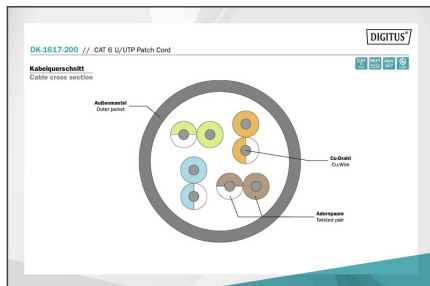 DIGITUS®
DK-1617-200 // CAT 6 U/UTP Patch Cord
Kabelquerschnitt
Cable cross section
Außenmantel
Outer jacket
Cu-Draht
Cu-Wire
Adernpaare
Twisted pair